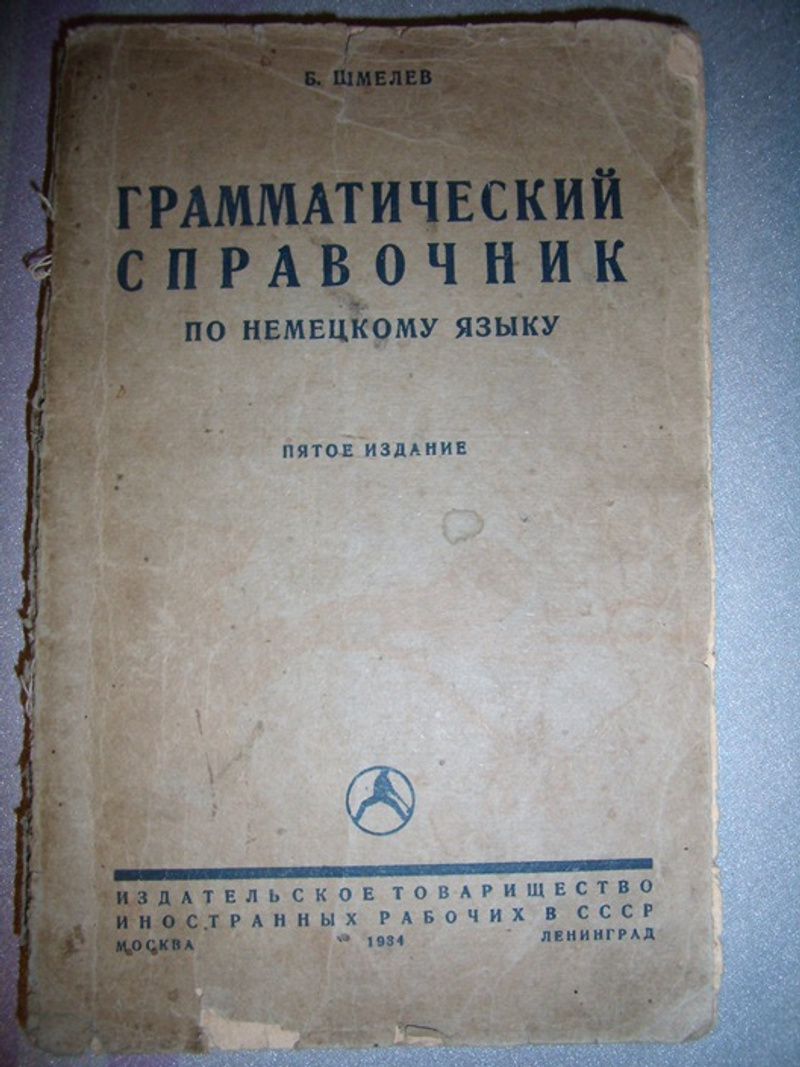 Б. ШМЕЛЕВ
ГРАММАТИЧЕСКИЙ
СПРАВОЧНИК
ПО НЕМЕЦКОМУ ЯЗЫКУ
ПЯТОЕ ИЗДАНИЕ
ИЗДАТЕЛЬСКОЕ ТОВАРИЩЕСТВО
ИНОСТРАННЫХ РАБОЧИХ В СССР
МОСКВА 1934 ЛЕНИНГРАД